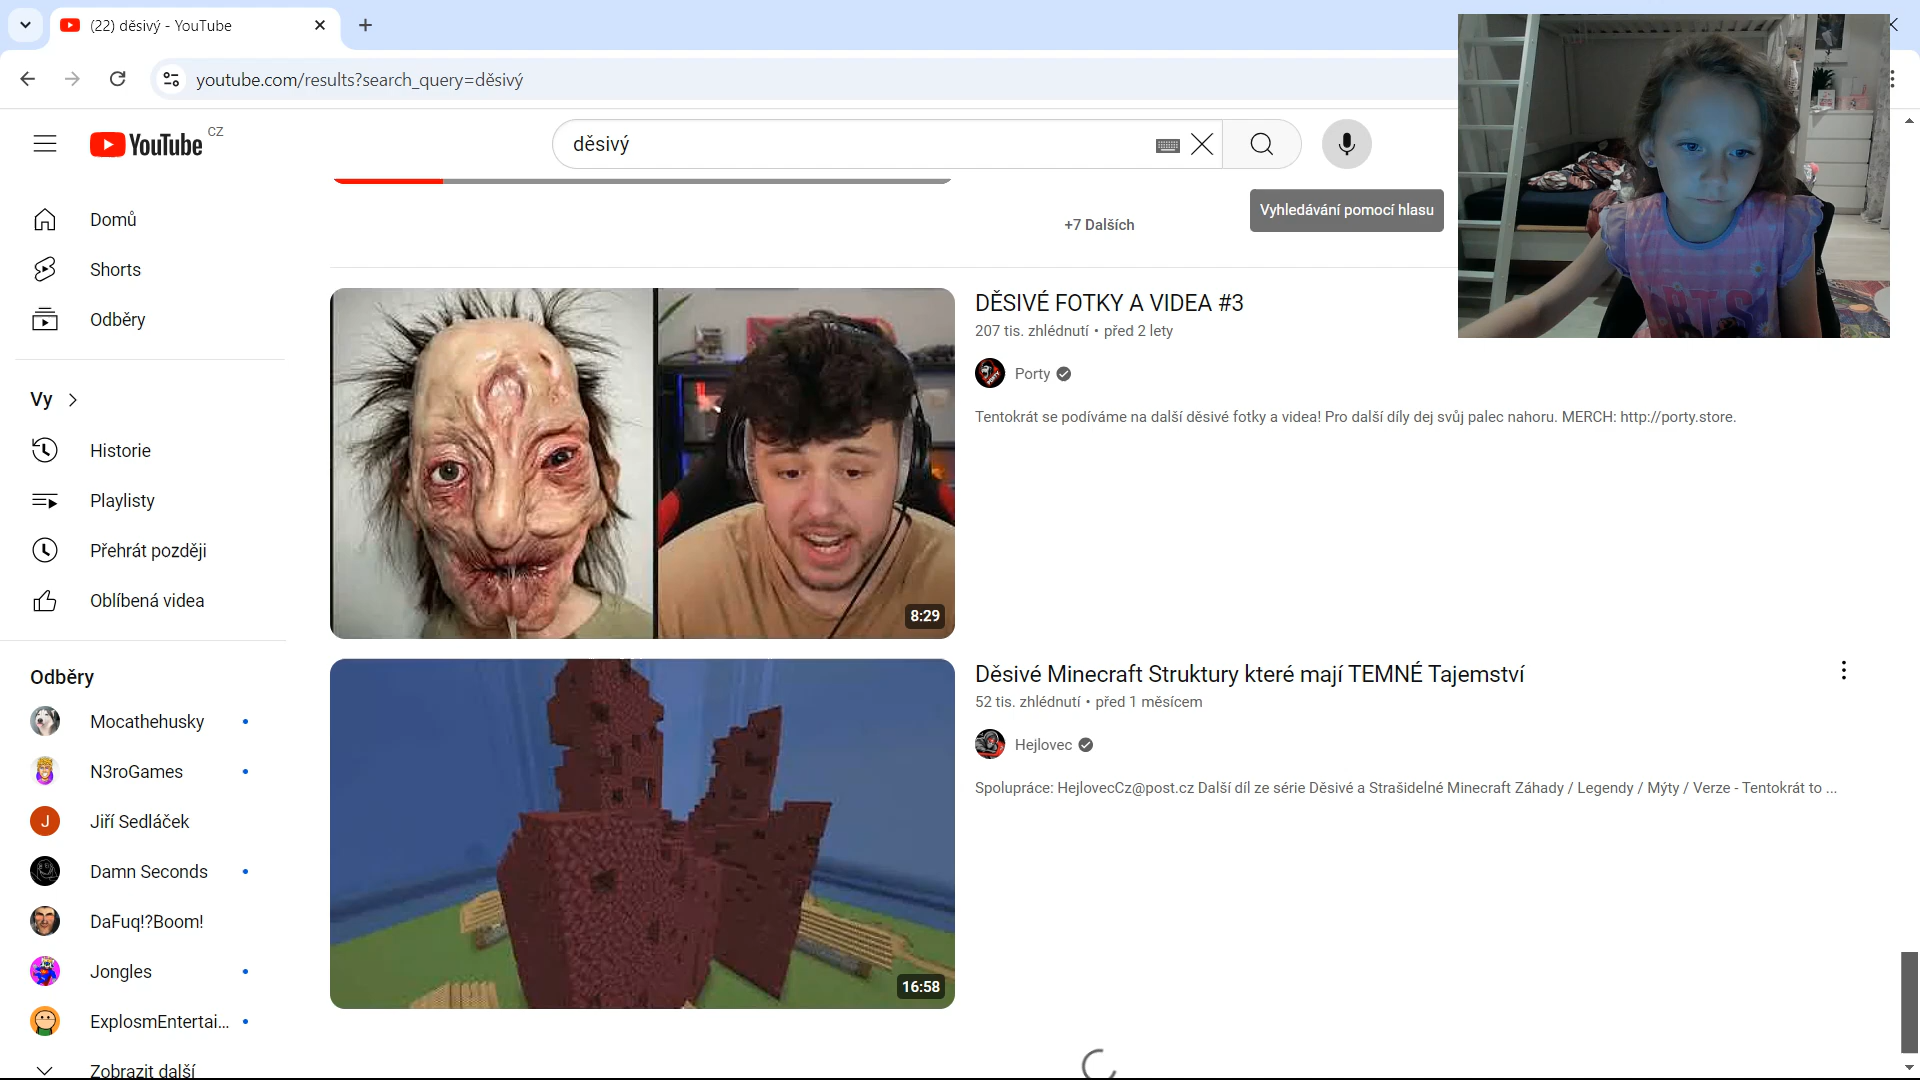 (22) děsivý - YouTube
youtube.com/results?search_query=děsivý
YouTube CZ
děsivý
Vyhledávání pomocí hlasu
+7 Dalších
Domů
Shorts
Odběry
Vy
Historie
Playlisty
Přehrát později
Oblíbená videa
Odběry
Mocathehusky
N3roGames
J
Jiří Sedláček
Damn Seconds
DaFuq!?Boom!
Jongles
ExplosmEntertai...
Zobrazit další
8:29
DĚSIVÉ FOTKY A VIDEA #3
207 tis. zhlédnutí • před 2 lety
Porty
Tentokrát se podíváme na další děsivé fotky a videa! Pro další díly dej svůj palec nahoru. MERCH: http://porty.store.
16:58
Děsivé Minecraft Struktury které mají TEMNÉ Tajemství
52 tis. zhlédnutí • před 1 měsícem
Hejlovec
Spolupráce: HejlovecCz@post.cz Další díl ze série Děsivé a Strašidelné Minecraft Záhady / Legendy / Mýty / Verze - Tentokrát to ...